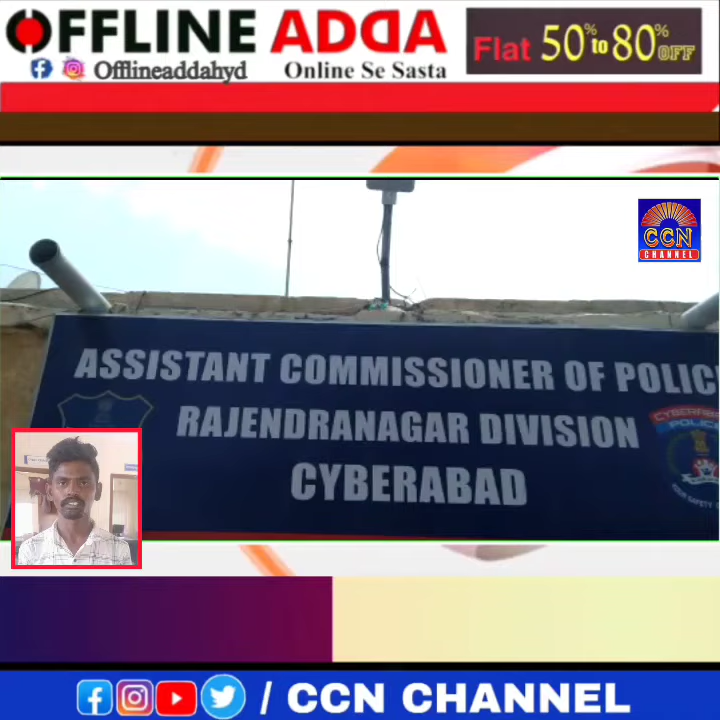 OFFLINE ADDA
Offlineaddahyd
Online Se Sasta
Flat 50% to 80% OFF
CCN
CHANNEL
ASSISTANT COMMISSIONER OF POLIC
RAJENDRANAGAR DIVISION
CYBERABAD
POLICE
/ CCN CHANNEL